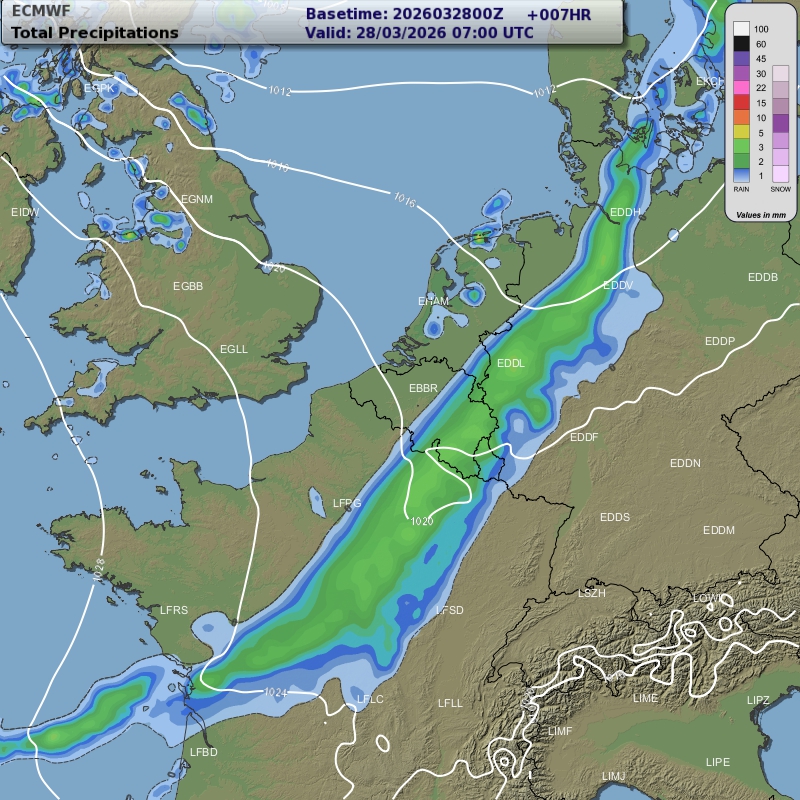 ECMWF
Total Precipitations
Basetime: 2026032800Z +007HR
Valid: 28/03/2026 07:00 UTC
100
60
45
30
22
15
10
5
3
2
1
RAIN
SNOW
Values in mm
EGPK
1012
1012
EKCH
1016
1016
EGNM
EIDW
EDDH
1020
EGBB
EHAM
EDDV
EDDB
EGLL
EDDP
EDDL
EBBR
EDDF
EDDN
LFPG
1020
EDDS
EDDM
1028
LFRS
LFSD
LSZH
LOWI
1024
LFLC
LFLL
LIME
LIPZ
LFBD
LIMF
LIPE
LIMJ